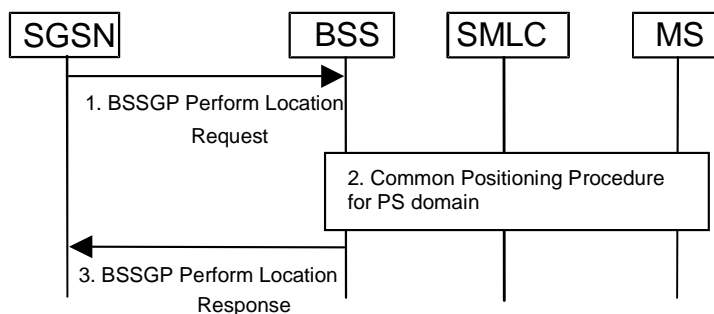 SGSN
BSS
SMLC
MS
1. BSSGP Perform Location
Request
2. Common Positioning Procedure
for PS domain
3. BSSGP Perform Location
Response